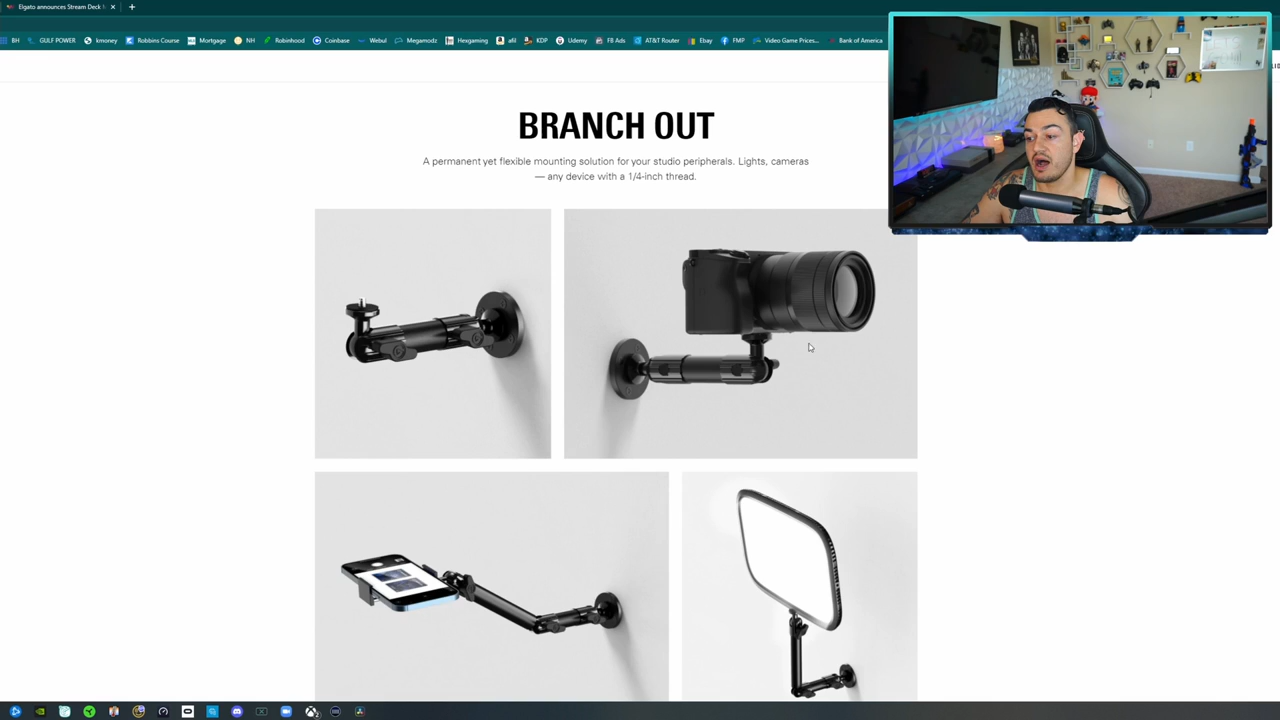 Elgato announces Stream Deck
BH GULF POWER kmoney Robbins Course Mortgage NH Robinhood Coinbase Webul Megamodz Hexgaming afil KDP Udemy FB Ads AT&T Router Ebay FMP Video Game Prices... Bank of America
BRANCH OUT
A permanent yet flexible mounting solution for your studio peripherals. Lights, cameras
— any device with a 1/4-inch thread.